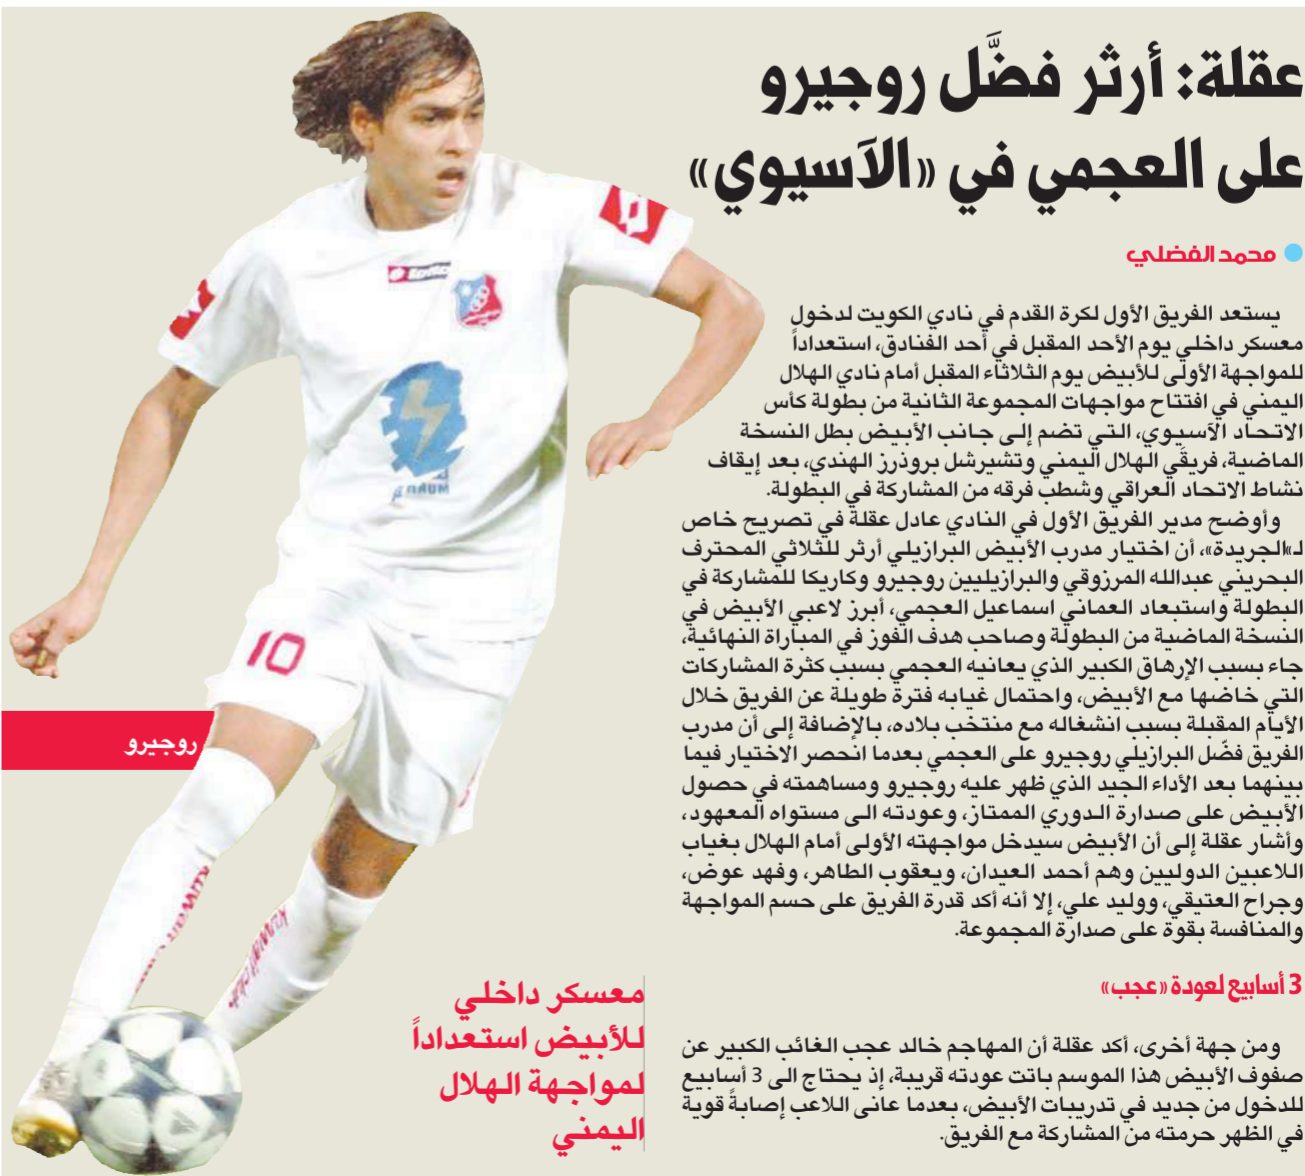 عقلة: أرثر فضَّل روجيرو
على العجمي في «الآسيوي»
محمد الفضلي
يستعد الفريق الأول لكرة القدم في نادي الكويت لدخول
معسكر داخلي يوم الأحد المقبل في أحد الفنادق، استعداداً
للمواجهة الأولى للأبيض يوم الثلاثاء المقبل أمام نادي الهلال
اليمني في افتتاح مواجهات المجموعة الثانية من بطولة كأس
الاتحاد الآسيوي، التي تضم إلى جانب الأبيض بطل النسخة
الماضية، فريقَي الهلال اليمني وتشيرشل بروذرز الهندي، بعد إيقاف
نشاط الاتحاد العراقي وشطب فرقه من المشاركة في البطولة.
وأوضح مدير الفريق الأول في النادي عادل عقلة في تصريح خاص
لـ«الجريدة»، أن اختيار مدرب الأبيض البرازيلي أرثر للثلاثي المحترف
البحريني عبدالله المرزوقي والبرازيليين روجيرو وكاريكا للمشاركة في
البطولة واستبعاد العماني اسماعيل العجمي، أبرز لاعبي الأبيض في
النسخة الماضية من البطولة وصاحب هدف الفوز في المباراة النهائية،
جاء بسبب الإرهاق الكبير الذي يعانيه العجمي بسبب كثرة المشاركات
التي خاضها مع الأبيض، واحتمال غيابه فترة طويلة عن الفريق خلال
الأيام المقبلة بسبب انشغاله مع منتخب بلاده، بالإضافة إلى أن مدرب
الفريق فضّل البرازيلي روجيرو على العجمي بعدما انحصر الاختيار فيما
بينهما بعد الأداء الجيد الذي ظهر عليه روجيرو ومساهمته في حصول
الأبيض على صدارة الدوري الممتاز، وعودته الى مستواه المعهود،
وأشار عقلة إلى أن الأبيض سيدخل مواجهته الأولى أمام الهلال بغياب
اللاعبين الدوليين وهم أحمد العيدان، ويعقوب الطاهر، وفهد عوض،
وجراح العتيقي، ووليد علي، إلا أنه أكد قدرة الفريق على حسم المواجهة
والمنافسة بقوة على صدارة المجموعة.
3 أسابيع لعودة «عجب»
ومن جهة أخرى، أكد عقلة أن المهاجم خالد عجب الغائب الكبير عن
صفوف الأبيض هذا الموسم باتت عودته قريبة، إذ يحتاج الى 3 أسابيع
للدخول من جديد في تدريبات الأبيض، بعدما عانى اللاعب إصابةً قوية
في الظهر حرمته من المشاركة مع الفريق.
معسكر داخلي
للأبيض استعداداً
لمواجهة الهلال
اليمني
روجيرو
10